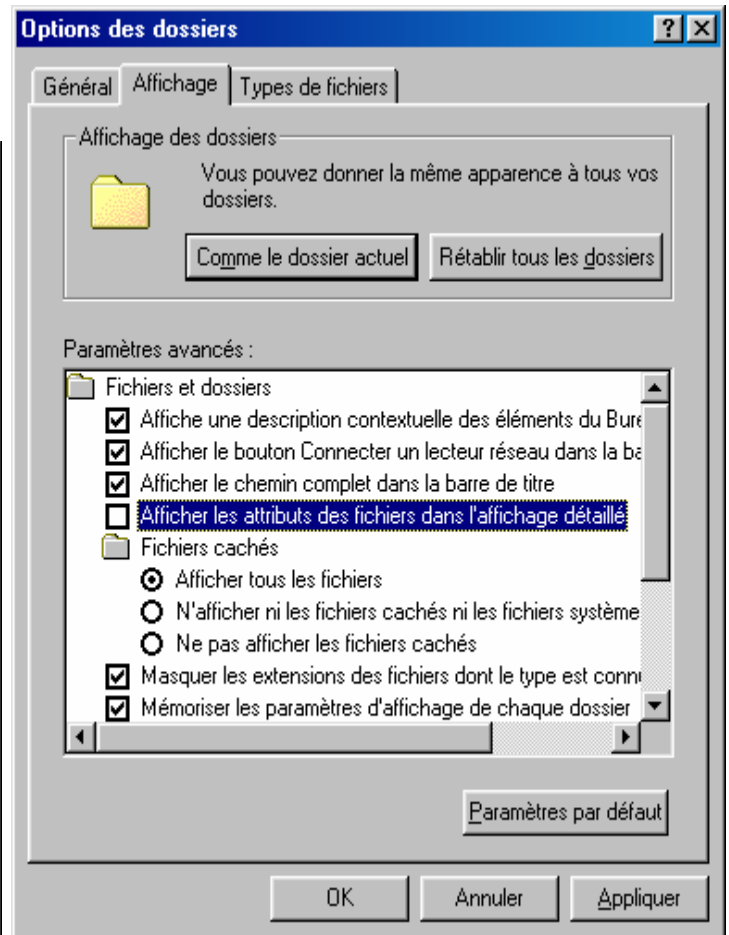 Options des dossiers
Général Affichage Types de fichiers
Affichage des dossiers
Vous pouvez donner la même apparence à tous vos
dossiers.
Comme le dossier actuel Rétablir tous les dossiers
Paramètres avancés :
Fichiers et dossiers
Affiche une description contextuelle des éléments du Bure
Afficher le bouton Connecter un lecteur réseau dans la ba
Afficher le chemin complet dans la barre de titre
Afficher les attributs des fichiers dans l'affichage détaillé
Fichiers cachés
Afficher tous les fichiers
N'afficher ni les fichiers cachés ni les fichiers système
Ne pas afficher les fichiers cachés
Masquer les extensions des fichiers dont le type est connu
Mémoriser les paramètres d'affichage de chaque dossier
Paramètres par défaut
OK Annuler Appliquer